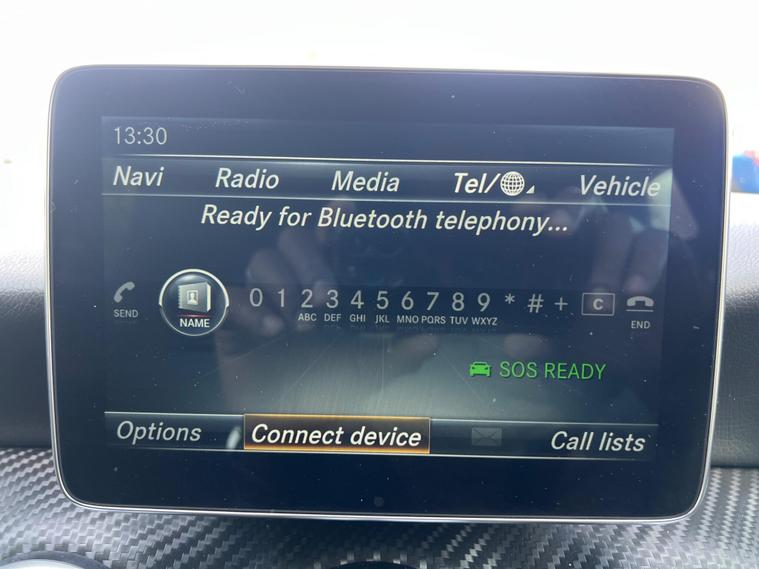 13:30
Navi Radio Media Tel/ Vehicle
Ready for Bluetooth telephony...
0 1 2 3 4 5 6 7 8 9 * # + C
SEND NAME ABC DEF GHI JKL MNO PQRS TUV WXYZ END
SOS READY
Options Connect device Call lists